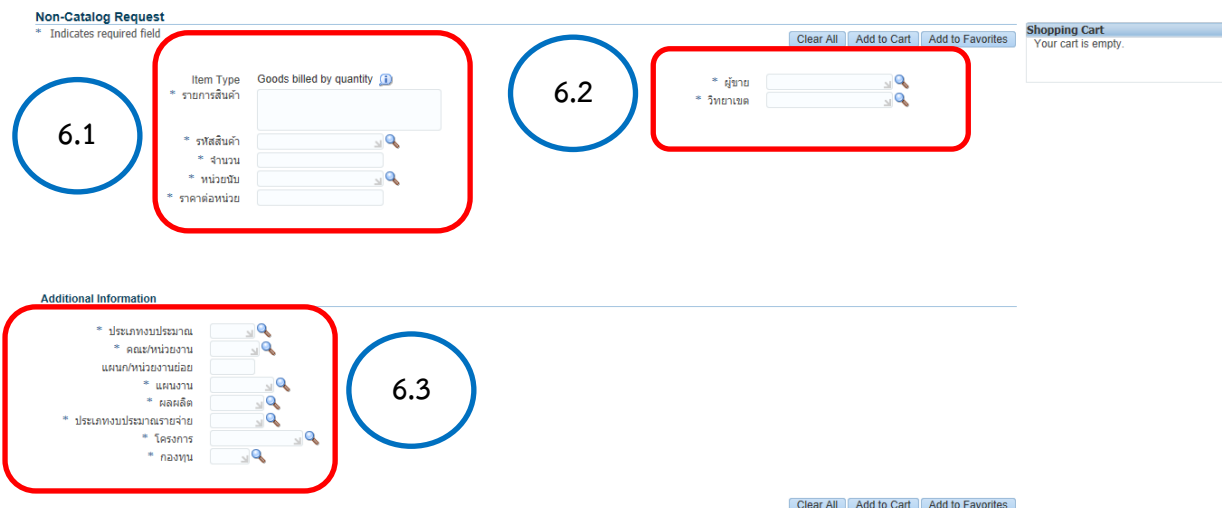 Non-Catalog Request
* Indicates required field
Clear All Add to Cart Add to Favorites
Shopping Cart
Your cart is empty.
6.1
Item Type Goods billed by quantity
* รายการสินค้า
* รหัสสินค้า
* จำนวน
* หน่วยนับ
* ราคาต่อหน่วย
6.2
* ผู้ขาย
* วิทยาเขต
Additional Information
* ประเภทงบประมาณ
* คณะ/หน่วยงาน
แผนก/หน่วยงานย่อย
* แผนงาน
* ผลผลิต
* ประเภทงบประมาณรายจ่าย
* โครงการ
* กองทุน
6.3
Clear All Add to Cart Add to Favorites